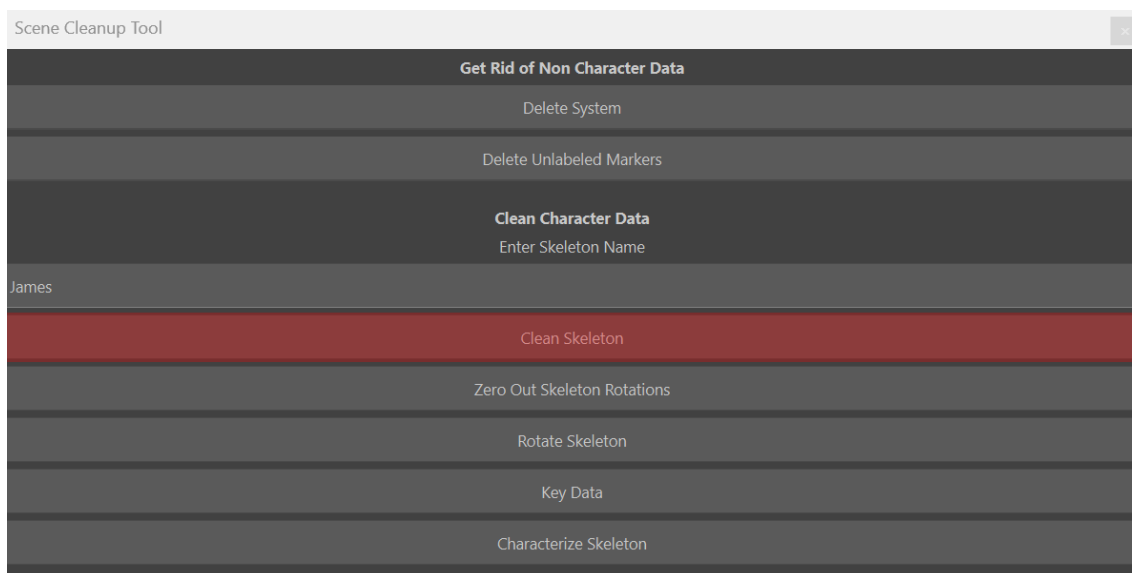 Scene Cleanup Tool
Get Rid of Non Character Data
Delete System
Delete Unlabeled Markers
Clean Character Data
Enter Skeleton Name
James
Clean Skeleton
Zero Out Skeleton Rotations
Rotate Skeleton
Key Data
Characterize Skeleton